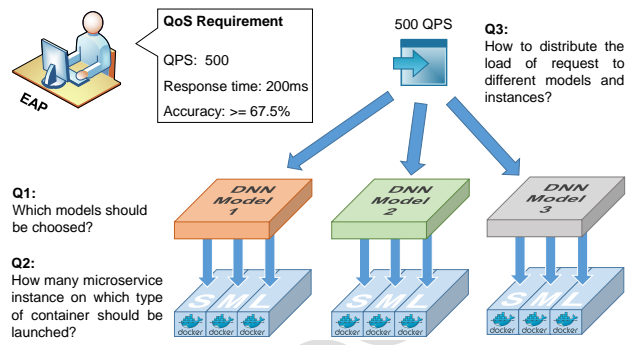 QoS Requirement
QPS: 500
Response time: 200ms
Accuracy: >= 67.5%
EAP
500 QPS
Q3:
How to distribute the
load of request to
different models and
instances?
Q1:
Which models should
be choosed?
Q2:
How many microservice
instance on which type
of container should be
launched?
DNN
Model
1
DNN
Model
2
DNN
Model
3
S M L
docker docker docker
S M L
docker docker docker
S M L
docker docker docker